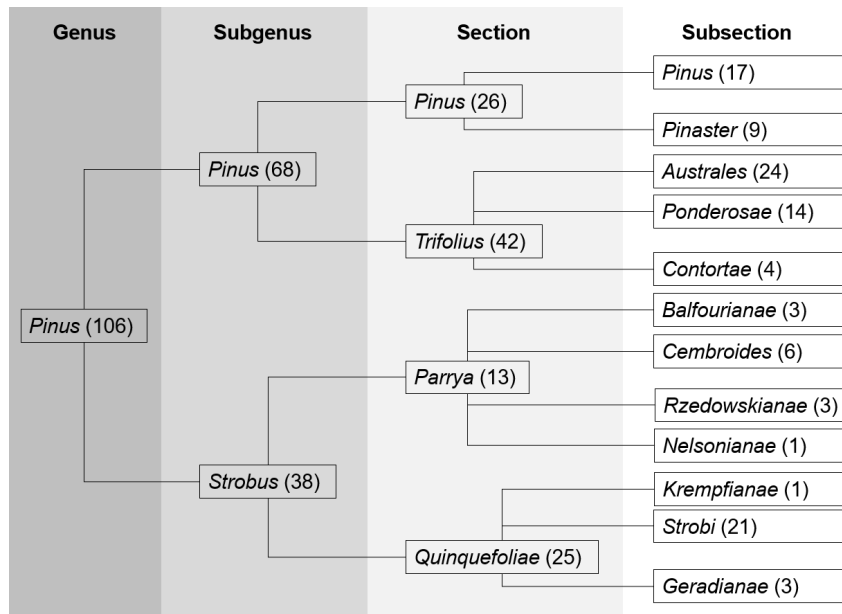 Genus
Subgenus
Section
Subsection
Pinus (106)
Pinus (68)
Strobus (38)
Pinus (26)
Trifolius (42)
Parrya (13)
Quinquefoliae (25)
Pinus (17)
Pinaster (9)
Australes (24)
Ponderosae (14)
Contortae (4)
Balfourianae (3)
Cembroides (6)
Rzedowskianae (3)
Nelsonianae (1)
Krempfianae (1)
Strobi (21)
Geradianae (3)